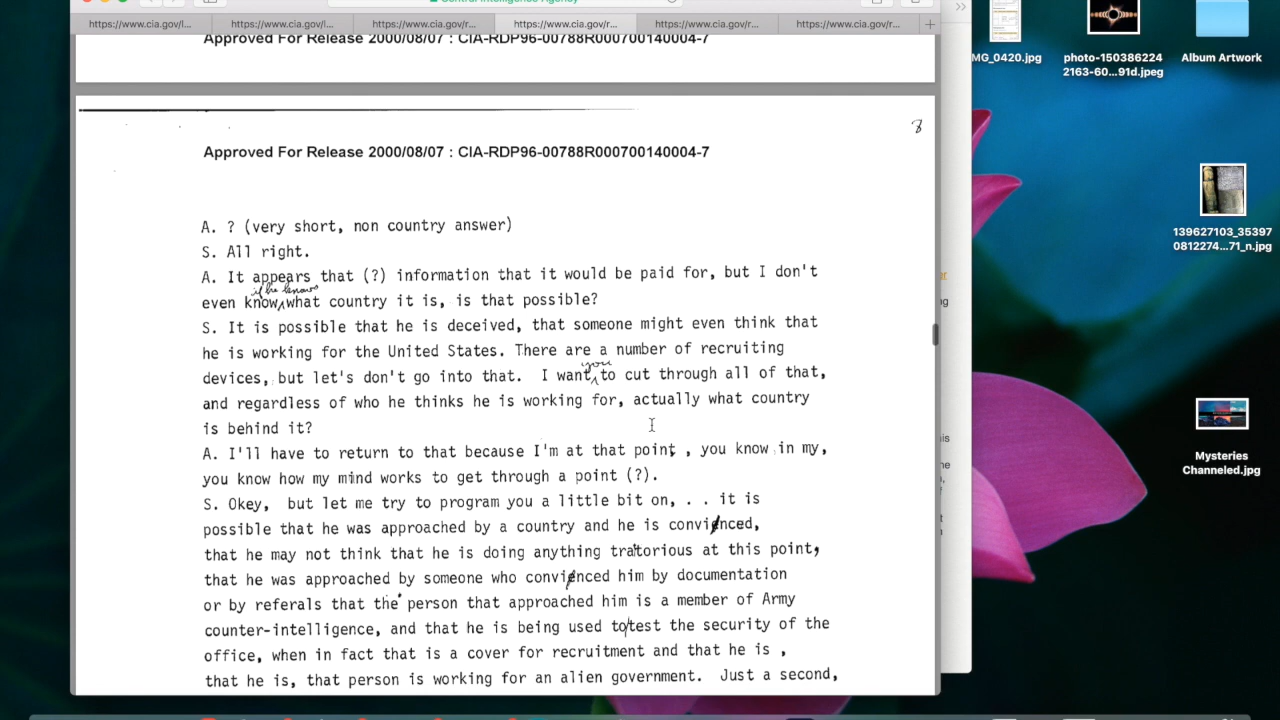 Central Intelligence Agency
https://www.cia.gov/l...
https://www.cia.gov/l...
https://www.cia.gov/r...
https://www.cia.gov/r...
https://www.cia.gov/r...
https://www.cia.gov/r...
Approved For Release 2000/08/07 : CIA-RDP96-00788R000700140004-7
8
Approved For Release 2000/08/07 : CIA-RDP96-00788R000700140004-7
A. ? (very short, non country answer)
S. All right.
A. It appears that (?) information that it would be paid for, but I don't
if he knows
even know what country it is, is that possible?
S. It is possible that he is deceived, that someone might even think that
he is working for the United States. There are a number of recruiting
you
devices, but let's don't go into that. I want to cut through all of that,
and regardless of who he thinks he is working for, actually what country
is behind it?
A. I'll have to return to that because I'm at that point , you know in my,
you know how my mind works to get through a point (?).
S. Okey, but let me try to program you a little bit on, . . it is
possible that he was approached by a country and he is convienced,
that he may not think that he is doing anything traitorious at this point,
that he was approached by someone who convienced him by documentation
or by referals that the person that approached him is a member of Army
counter-intelligence, and that he is being used to/test the security of the
office, when in fact that is a cover for recruitment and that he is ,
that he is, that person is working for an alien government. Just a second,
MG_0420.jpg
photo-150386224
2163-60...91d.jpeg
Album Artwork
139627103_35397
0812274...71_n.jpg
Mysteries
Channeled.jpg